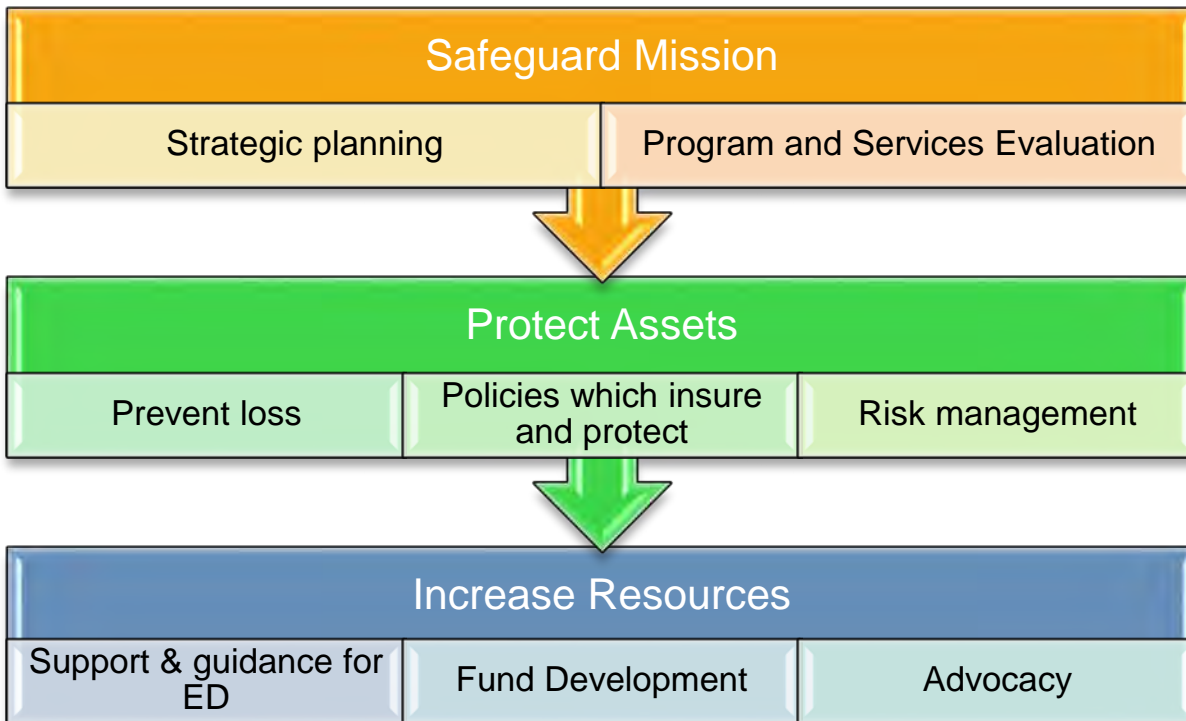 Safeguard Mission
Strategic planning
Program and Services Evaluation
Protect Assets
Prevent loss
Policies which insure
and protect
Risk management
Increase Resources
Support & guidance for
ED
Fund Development
Advocacy